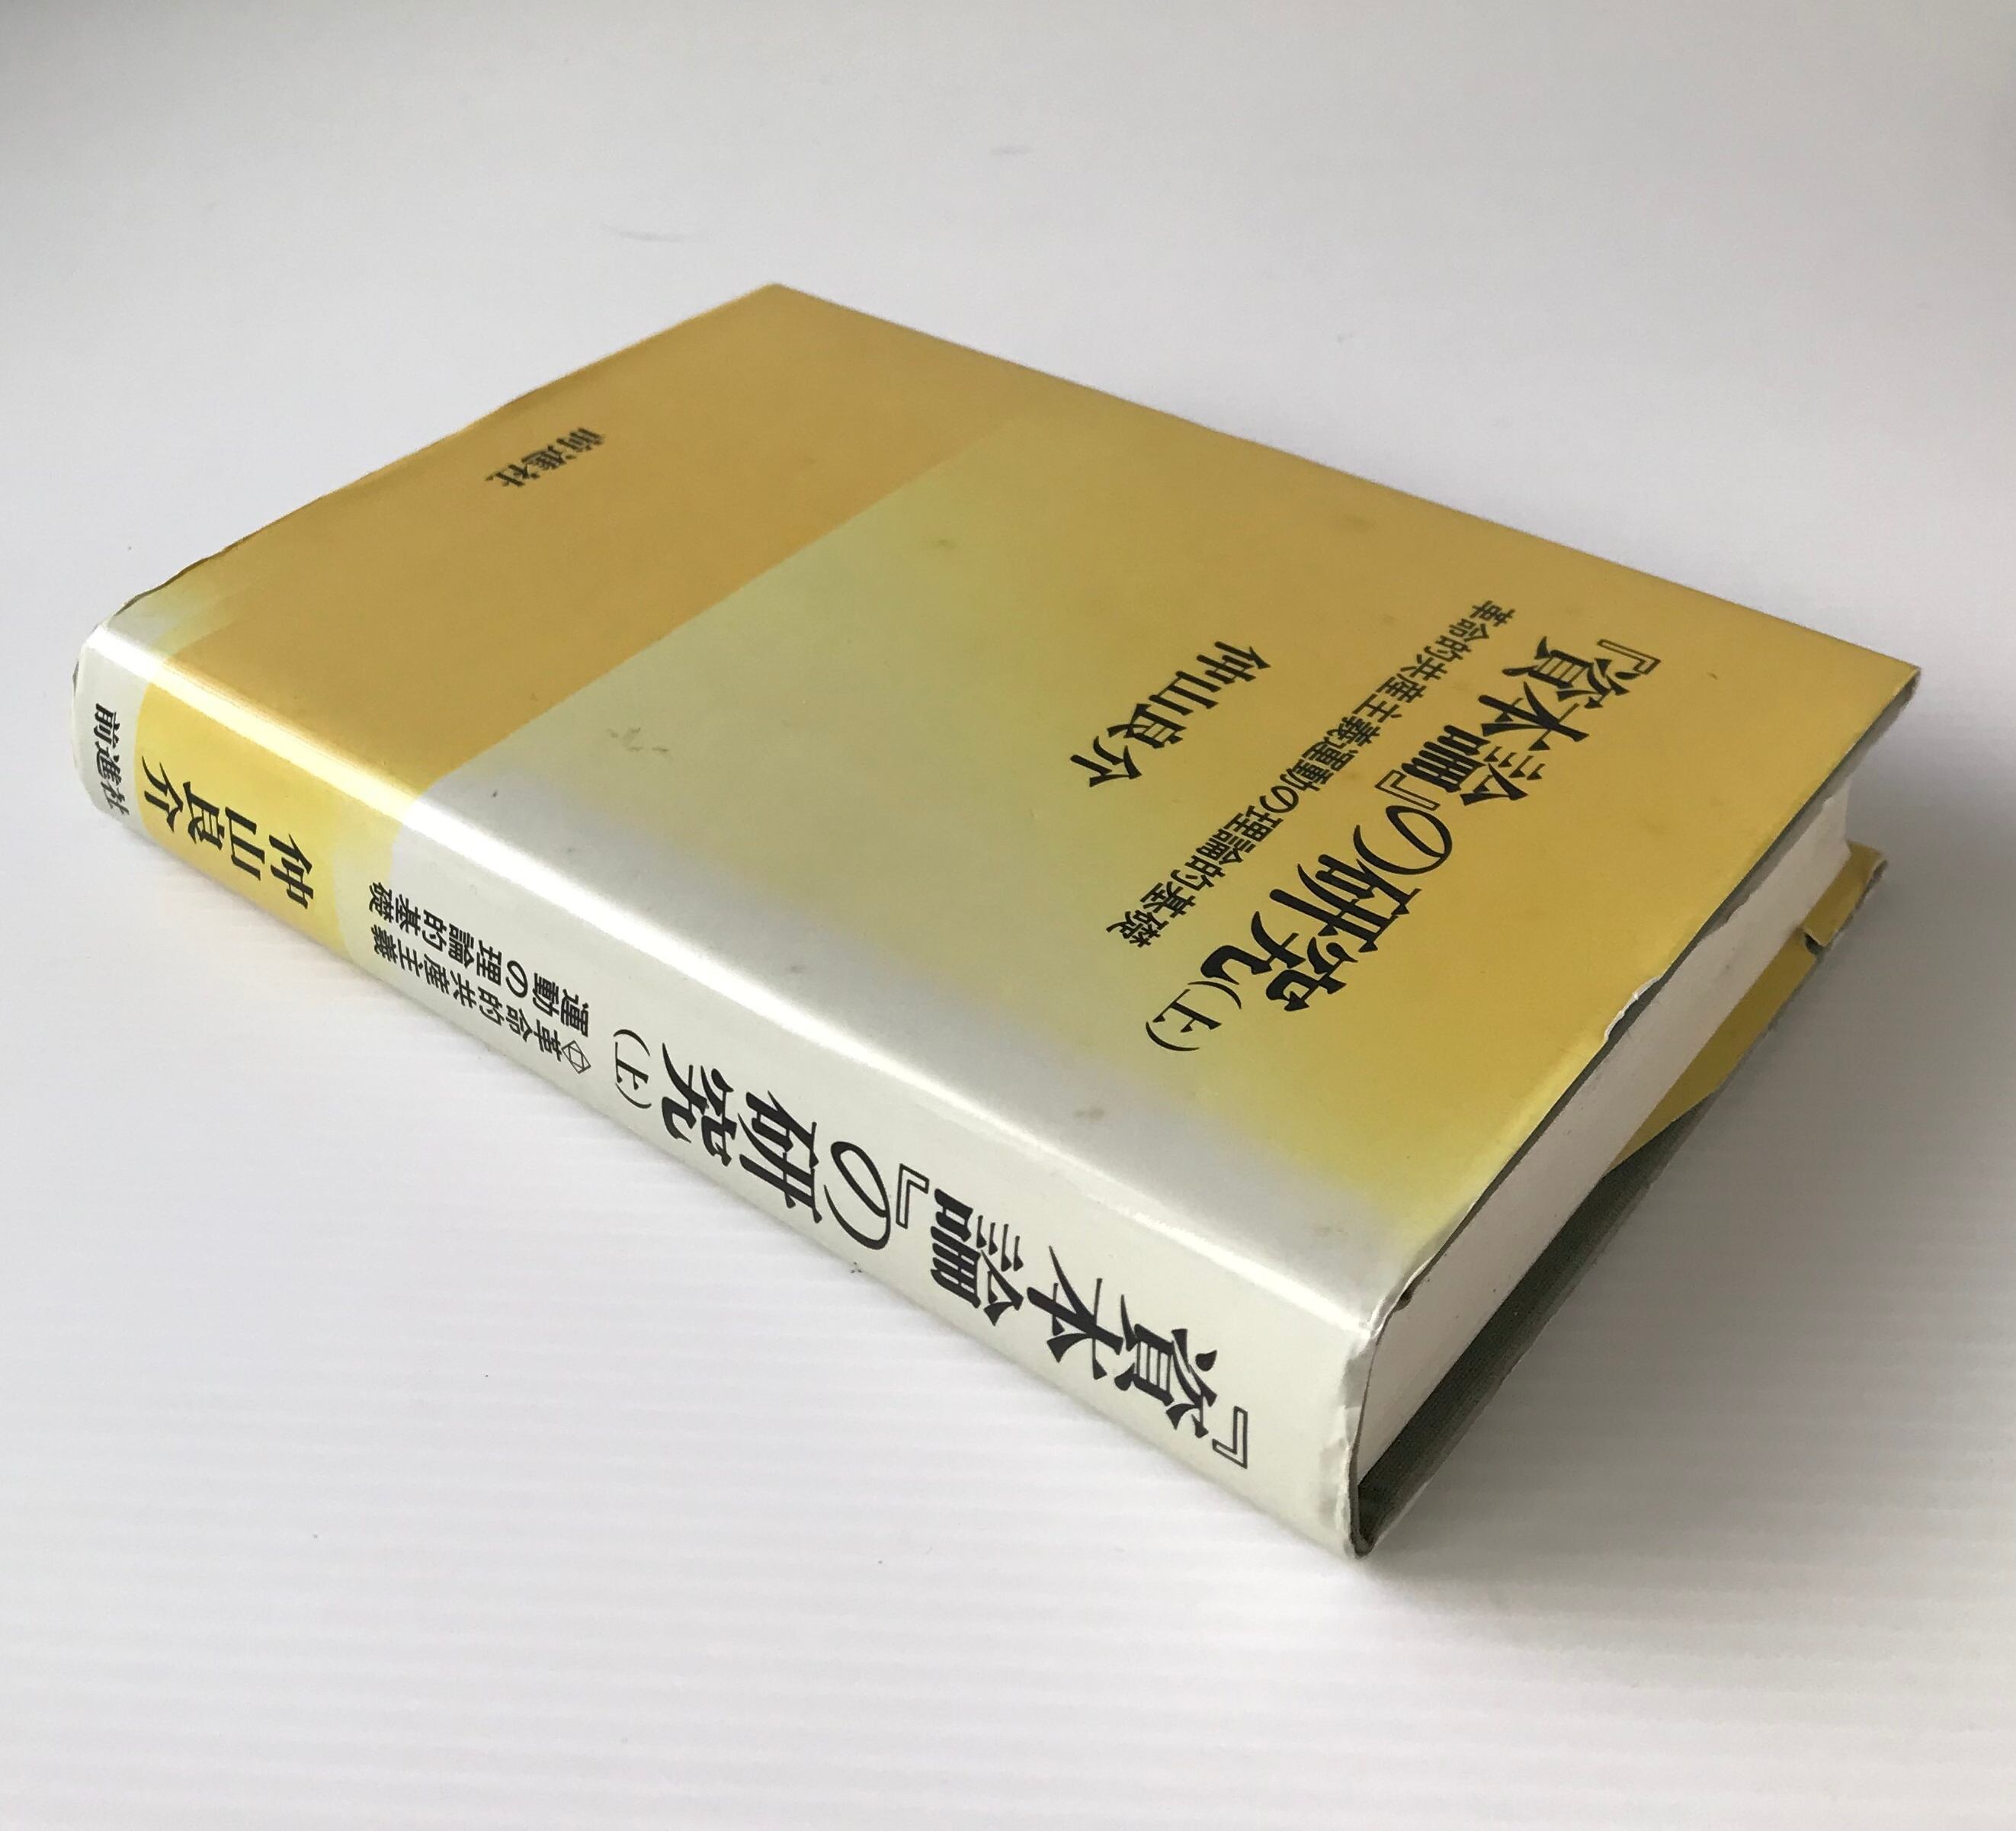 『資本論』の研究(上)
革命的共産主義運動の理論的基礎
仲山良介
前進社
『資本論』の研究
(上)
◇革命的共産主義
運動の理論的基礎
仲山良介
前進社